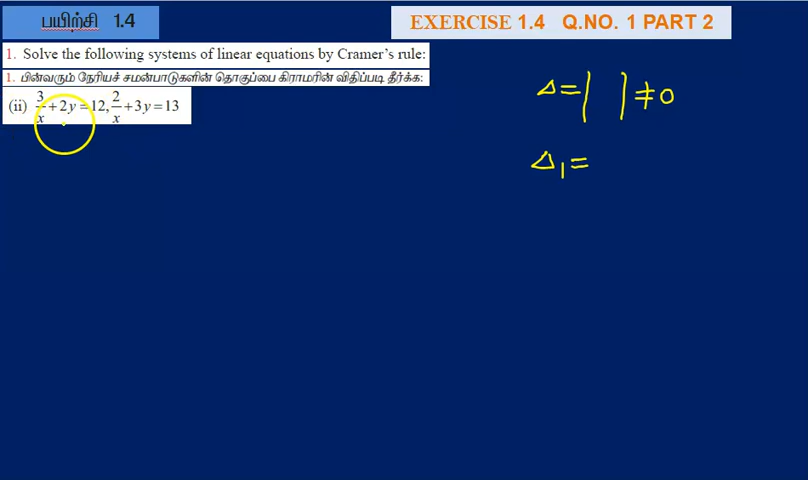 பயிற்சி 1.4
EXERCISE 1.4 Q.NO. 1 PART 2
1. Solve the following systems of linear equations by Cramer's rule:
1. பின்வரும் நேரியச் சமன்பாடுகளின் தொகுப்பை கிராமரின் விதிப்படி தீர்க்க:
(ii) 3/x + 2y = 12, 2/x + 3y = 13
Δ = | | ≠ 0
Δ₁ =